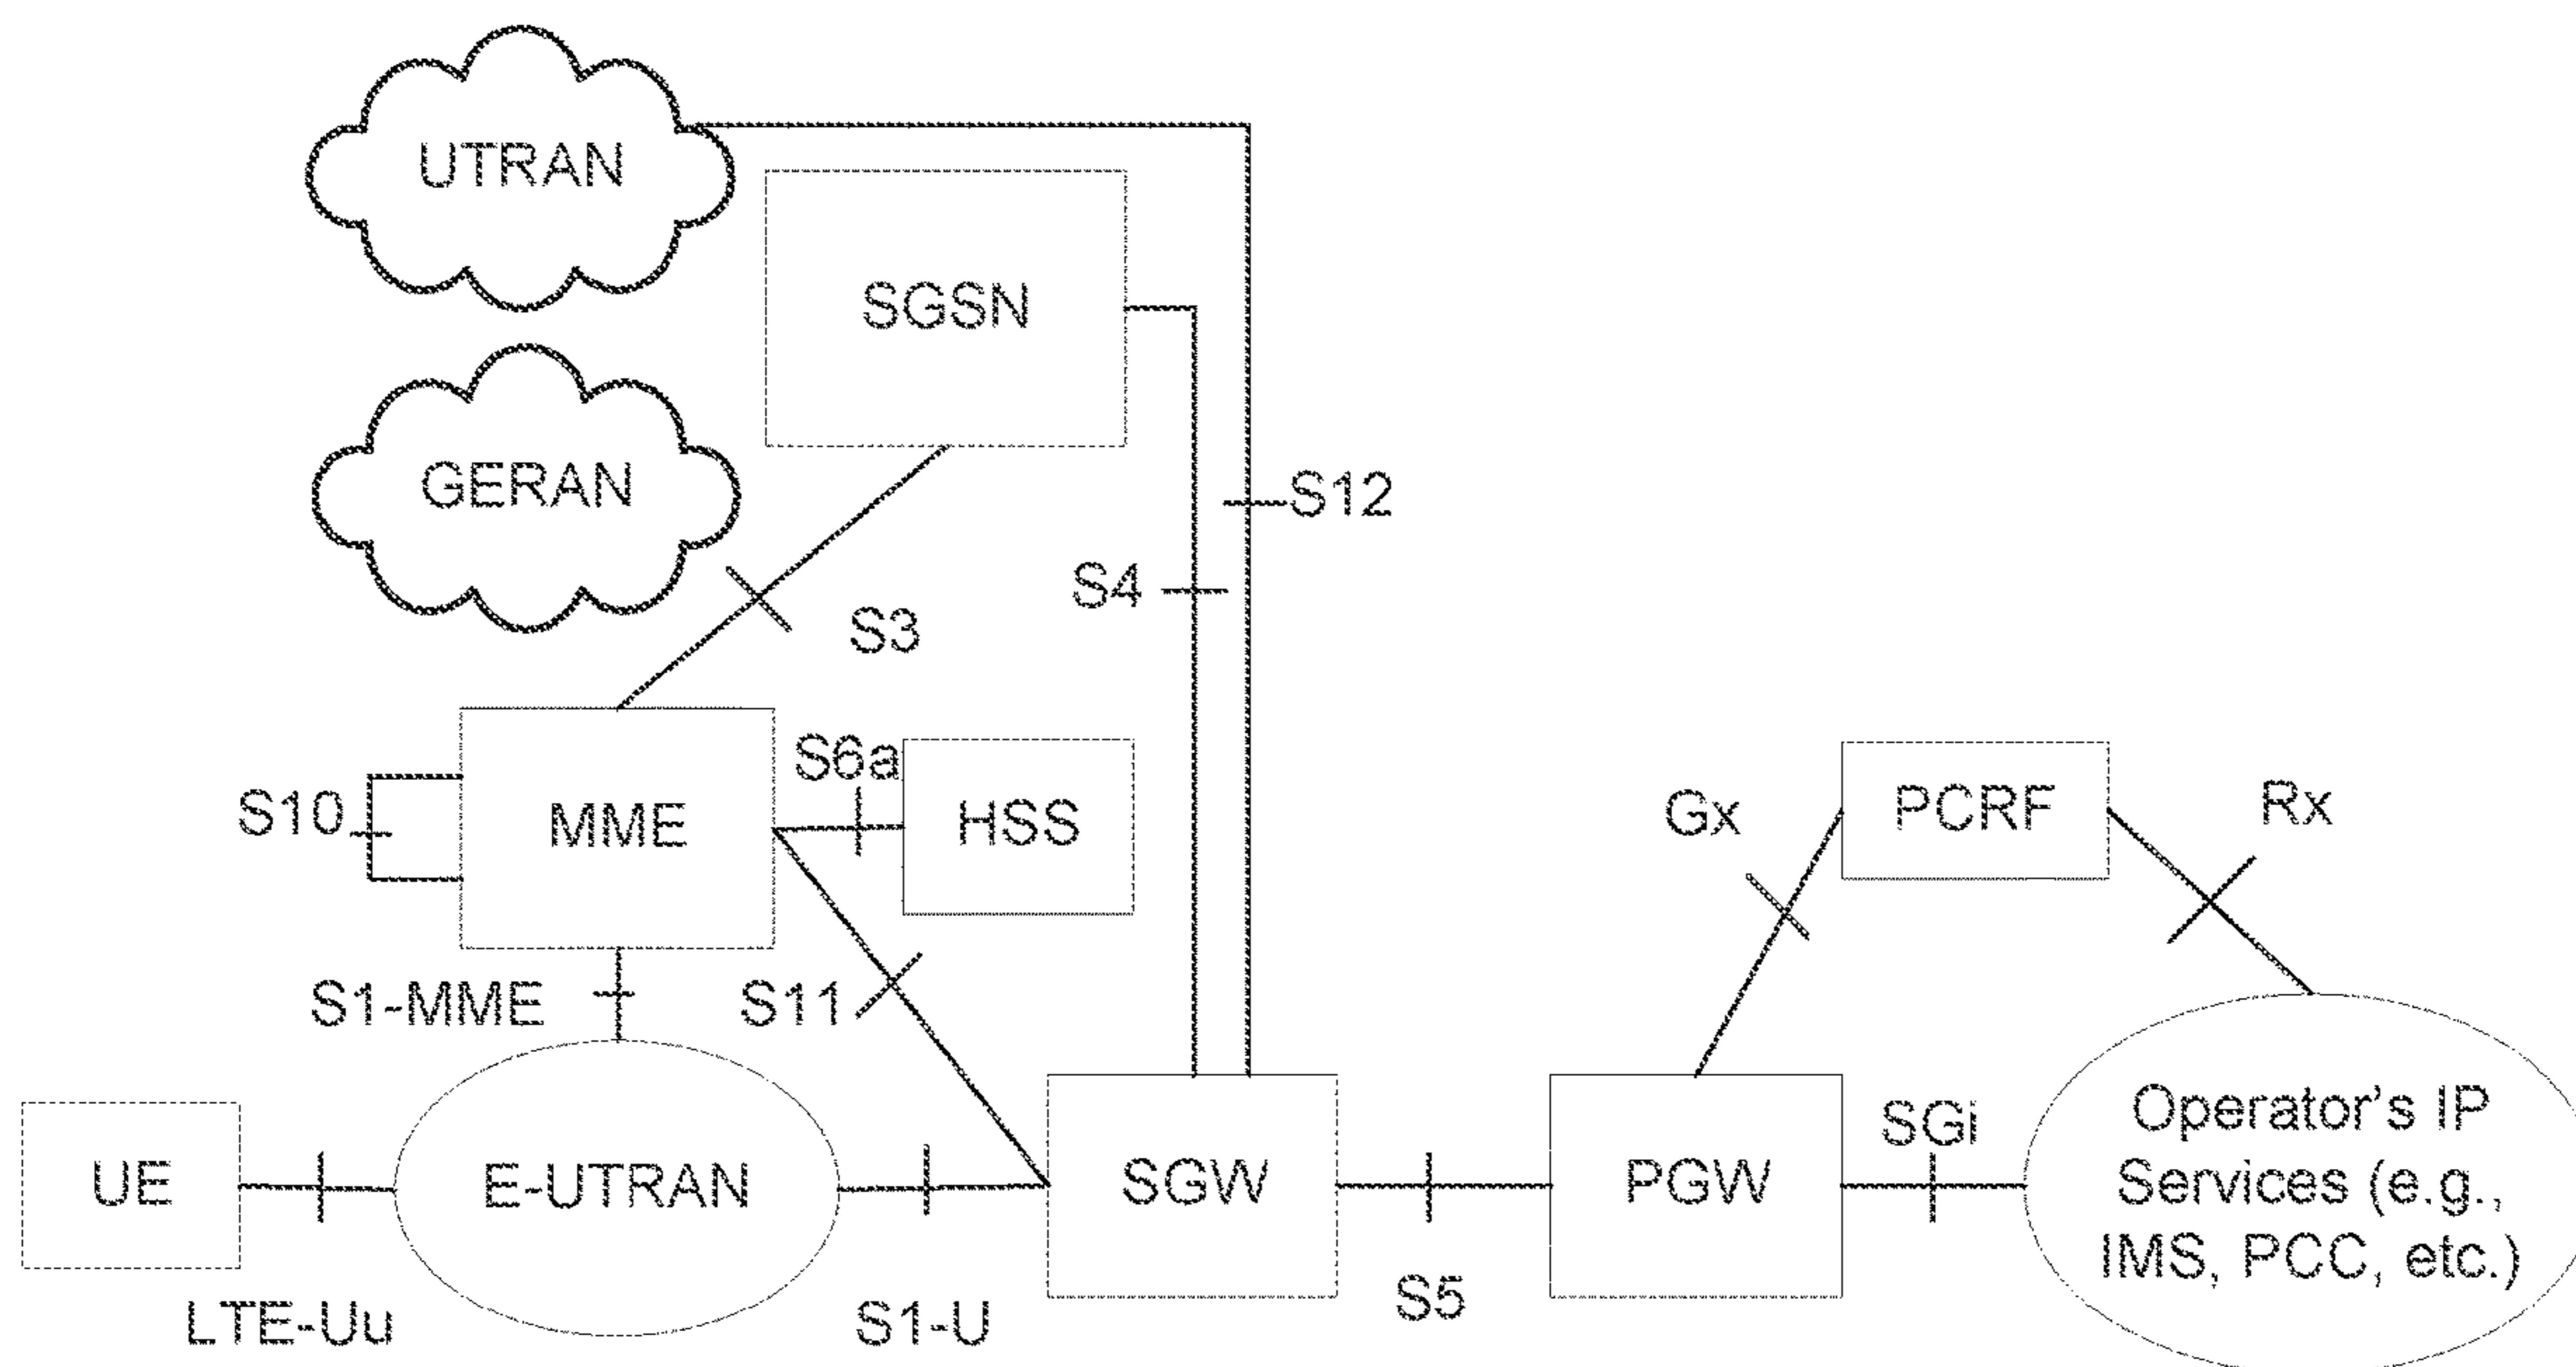 UTRAN
SGSN
GERAN
S12
S4
S3
S6a
S10
MME
HSS
Gx
PCRF
Rx
S1-MME
S11
UE
E-UTRAN
SGW
PGW
SGi
Operator's IP
Services (e.g.,
IMS, PCC, etc.)
LTE-Uu
S1-U
S5